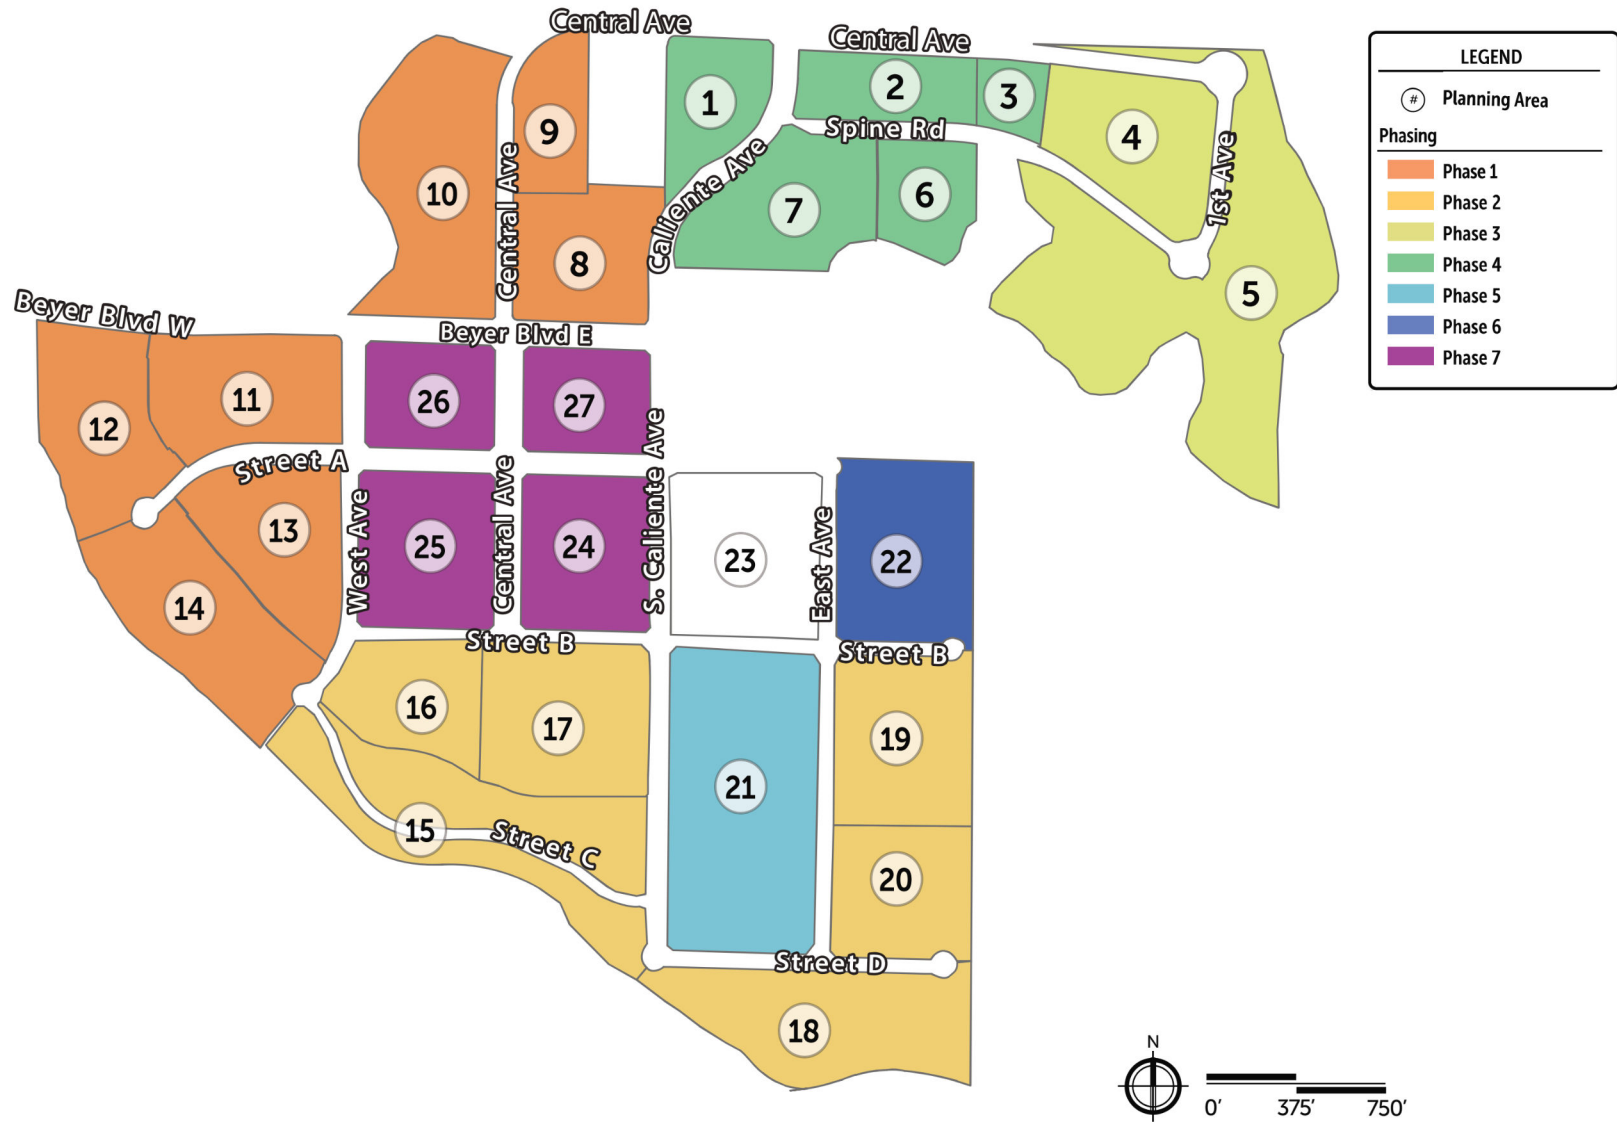 Central Ave
Central Ave
1
2
3
4
5
Spine Rd
Caliente Ave
7
6
1st Ave
9
10
8
Central Ave
Beyer Blvd W
Beyer Blvd E
12
11
26
27
Street A
13
14
West Ave
25
Central Ave
24
S. Caliente Ave
23
East Ave
22
Street B
Street B
16
17
15
Street C
21
19
20
Street D
18
LEGEND
# Planning Area
Phasing
Phase 1
Phase 2
Phase 3
Phase 4
Phase 5
Phase 6
Phase 7
N
0' 375' 750'